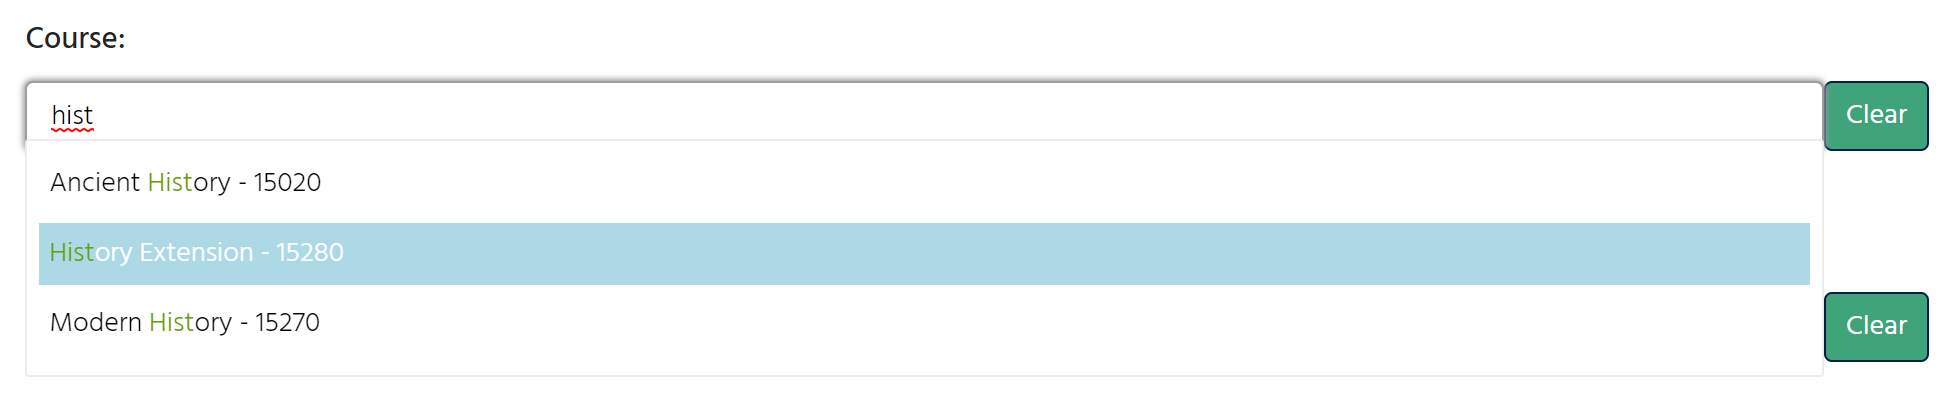 Course:
hist Clear
Ancient History - 15020
History Extension - 15280
Modern History - 15270 Clear